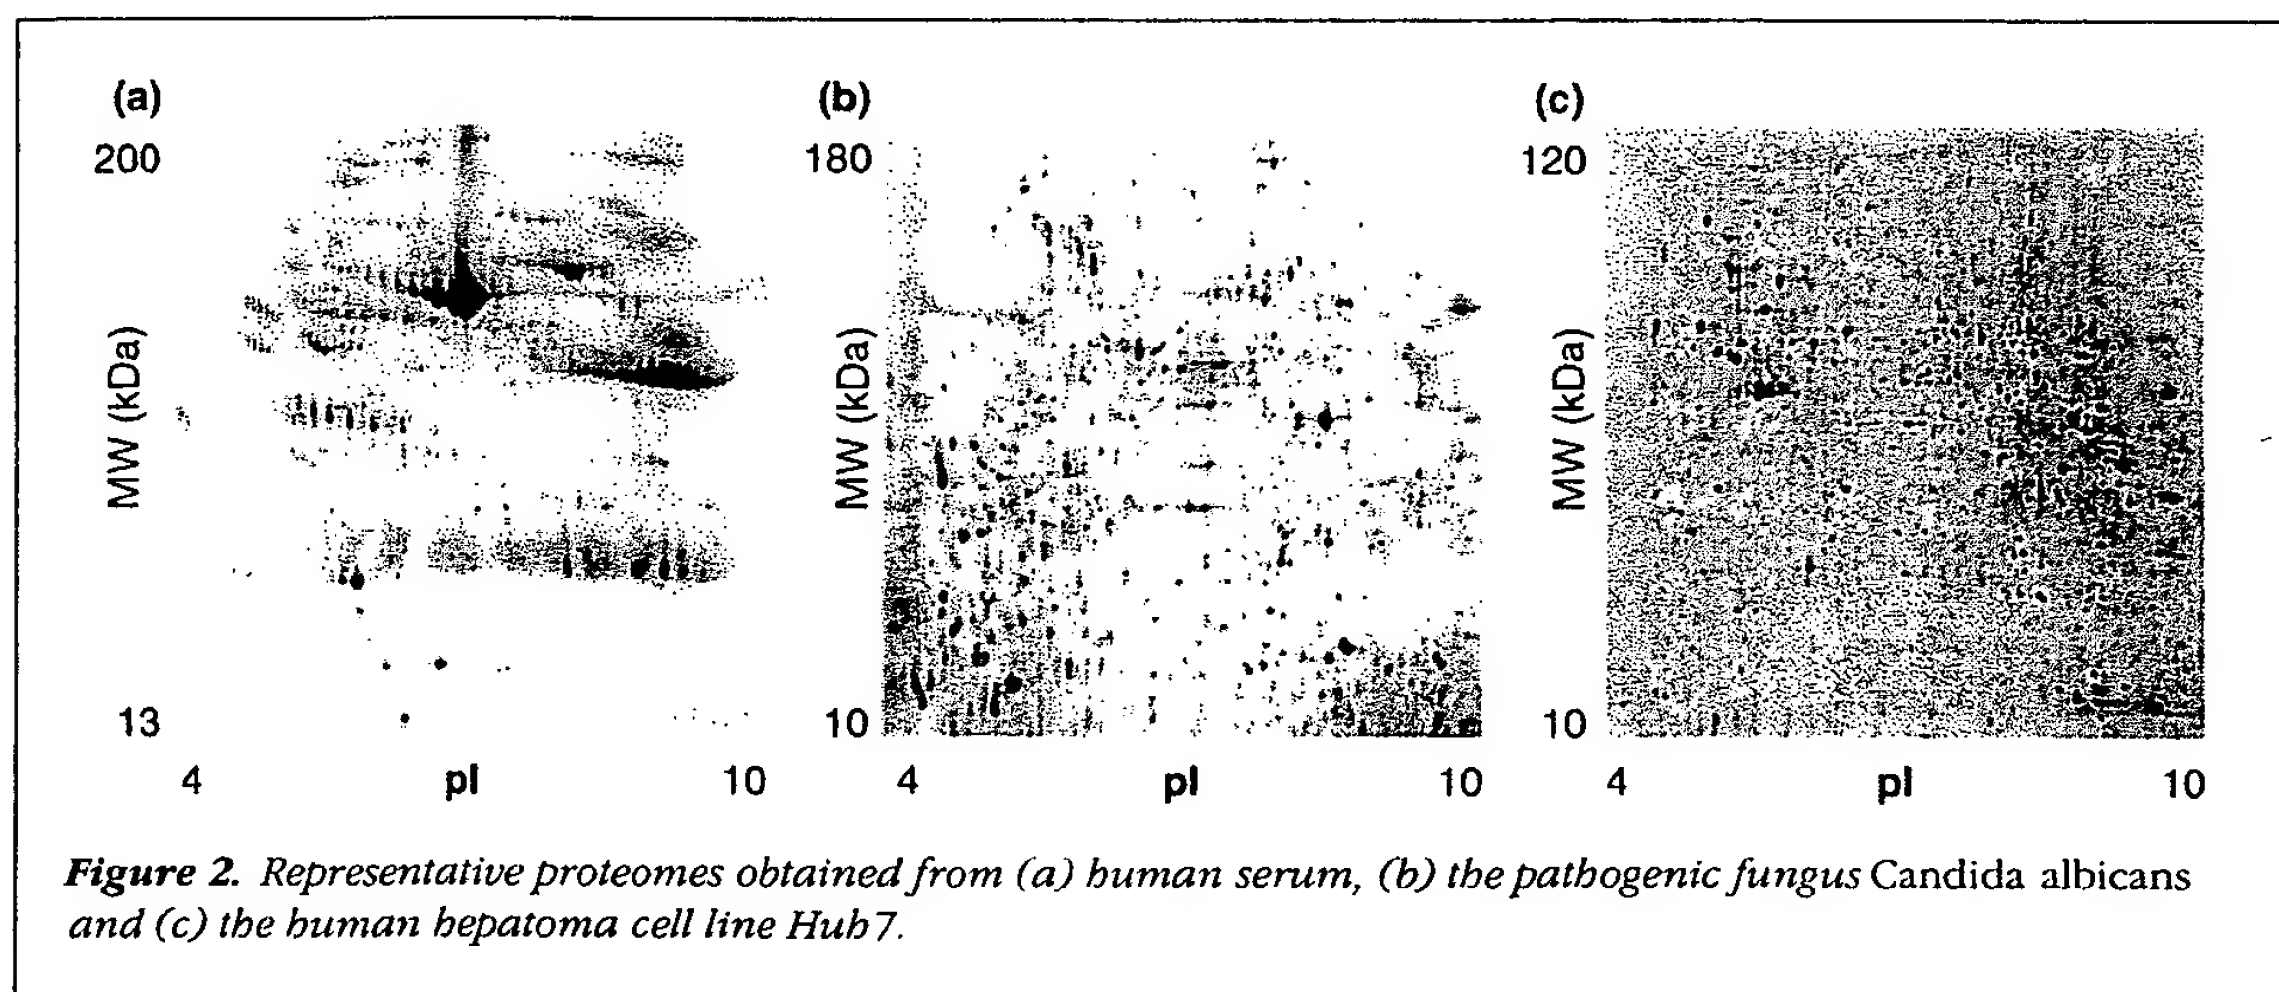 (a)
200
MW (kDa)
13
4 pI 10
(b)
180
MW (kDa)
10
4 pI 10
(c)
120
MW (kDa)
10
4 pI 10
Figure 2. Representative proteomes obtained from (a) human serum, (b) the pathogenic fungus Candida albicans
and (c) the human hepatoma cell line Huh7.